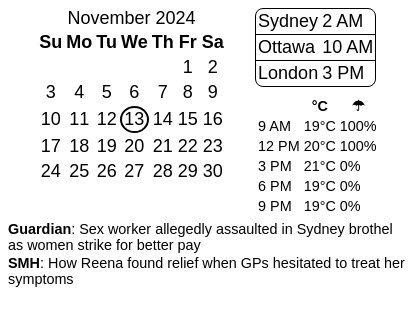 November 2024
Su Mo Tu We Th Fr Sa
1 2
3 4 5 6 7 8 9
10 11 12 13 14 15 16
17 18 19 20 21 22 23
24 25 26 27 28 29 30
Sydney 2 AM
Ottawa 10 AM
London 3 PM
°C ☂
9 AM 19°C 100%
12 PM 20°C 100%
3 PM 21°C 0%
6 PM 19°C 0%
9 PM 19°C 0%
Guardian: Sex worker allegedly assaulted in Sydney brothel
as women strike for better pay
SMH: How Reena found relief when GPs hesitated to treat her
symptoms